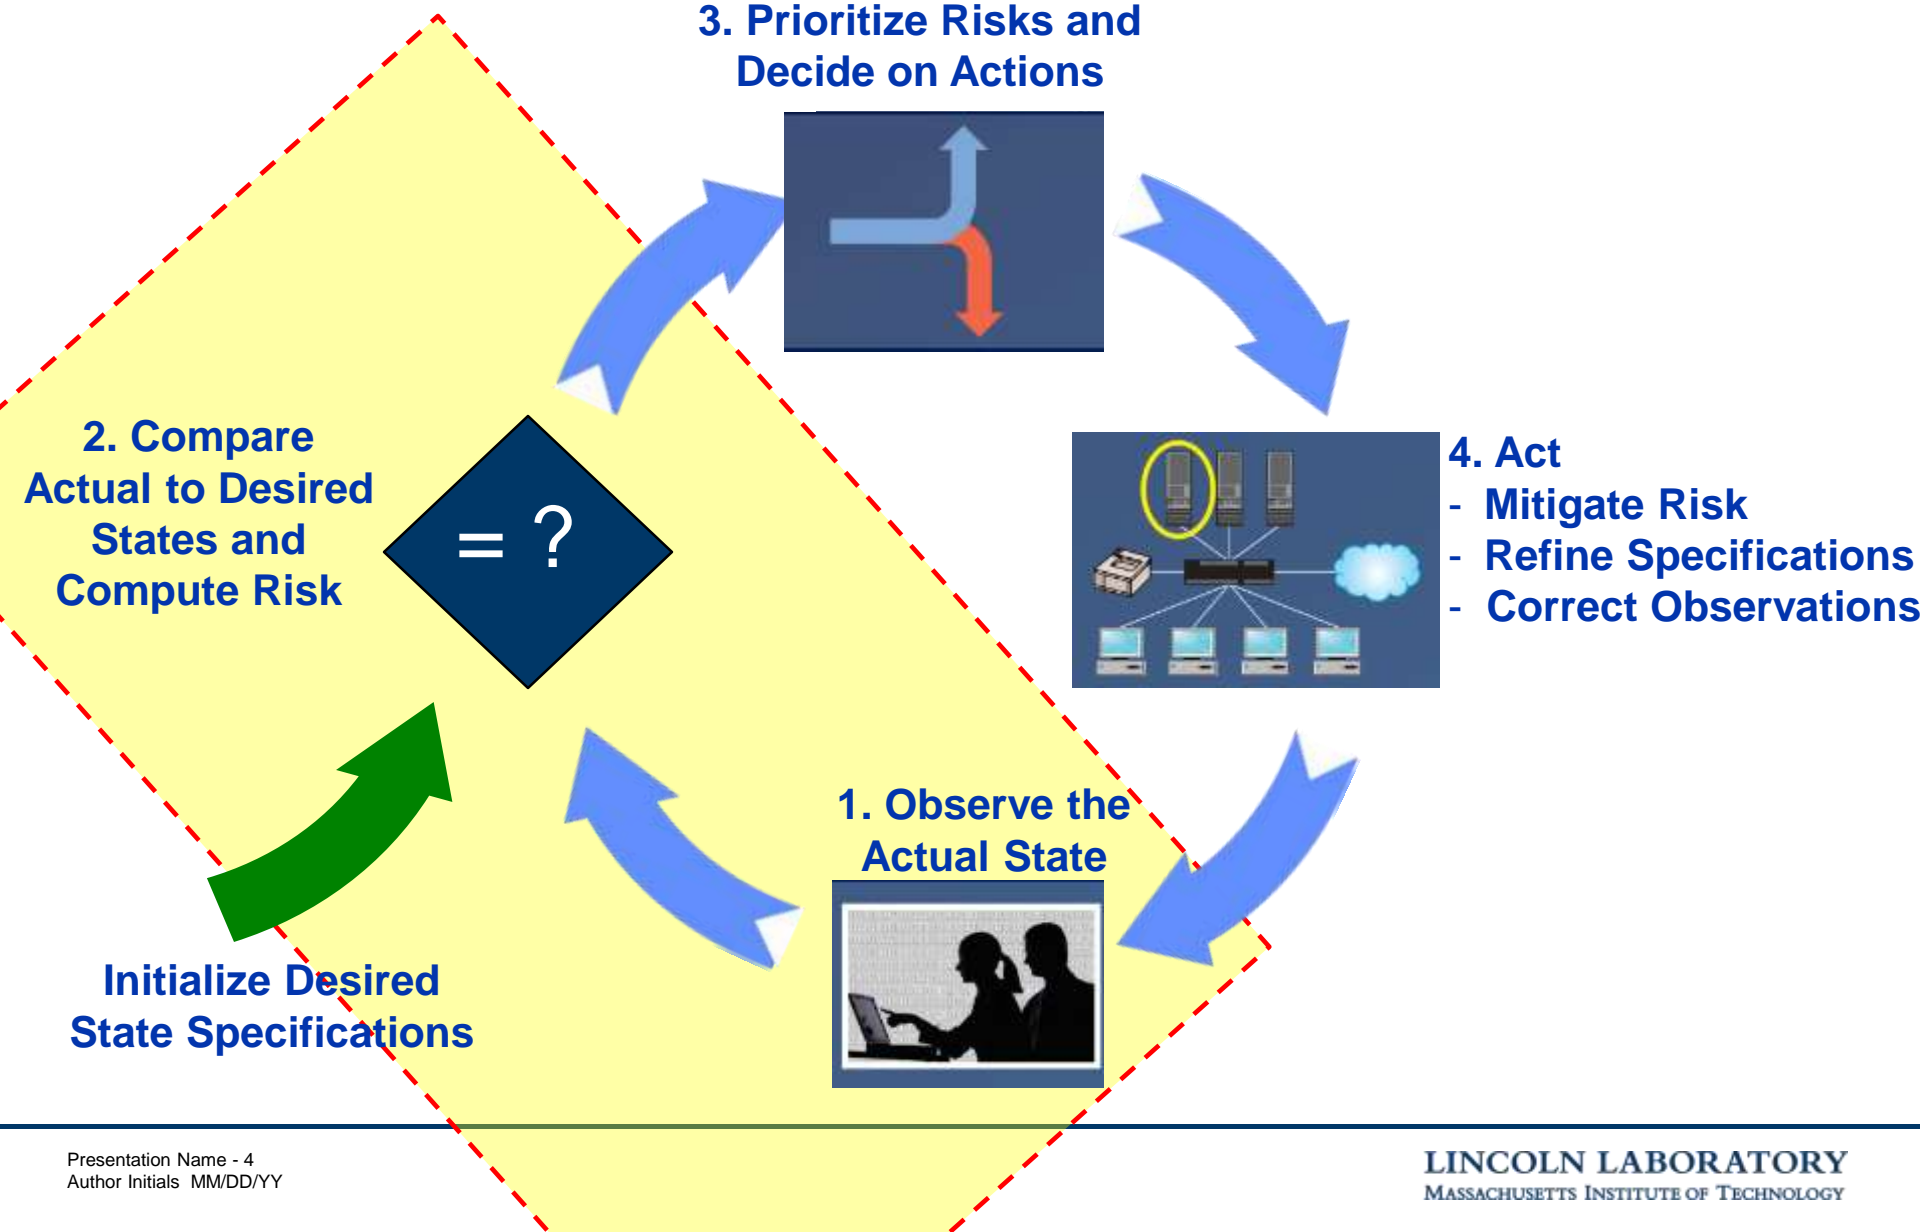 3. Prioritize Risks and
Decide on Actions
2. Compare
Actual to Desired
States and
Compute Risk
= ?
4. Act
- Mitigate Risk
- Refine Specifications
- Correct Observations
1. Observe the
Actual State
Initialize Desired
State Specifications
Presentation Name - 4
Author Initials MM/DD/YY
LINCOLN LABORATORY
MASSACHUSETTS INSTITUTE OF TECHNOLOGY